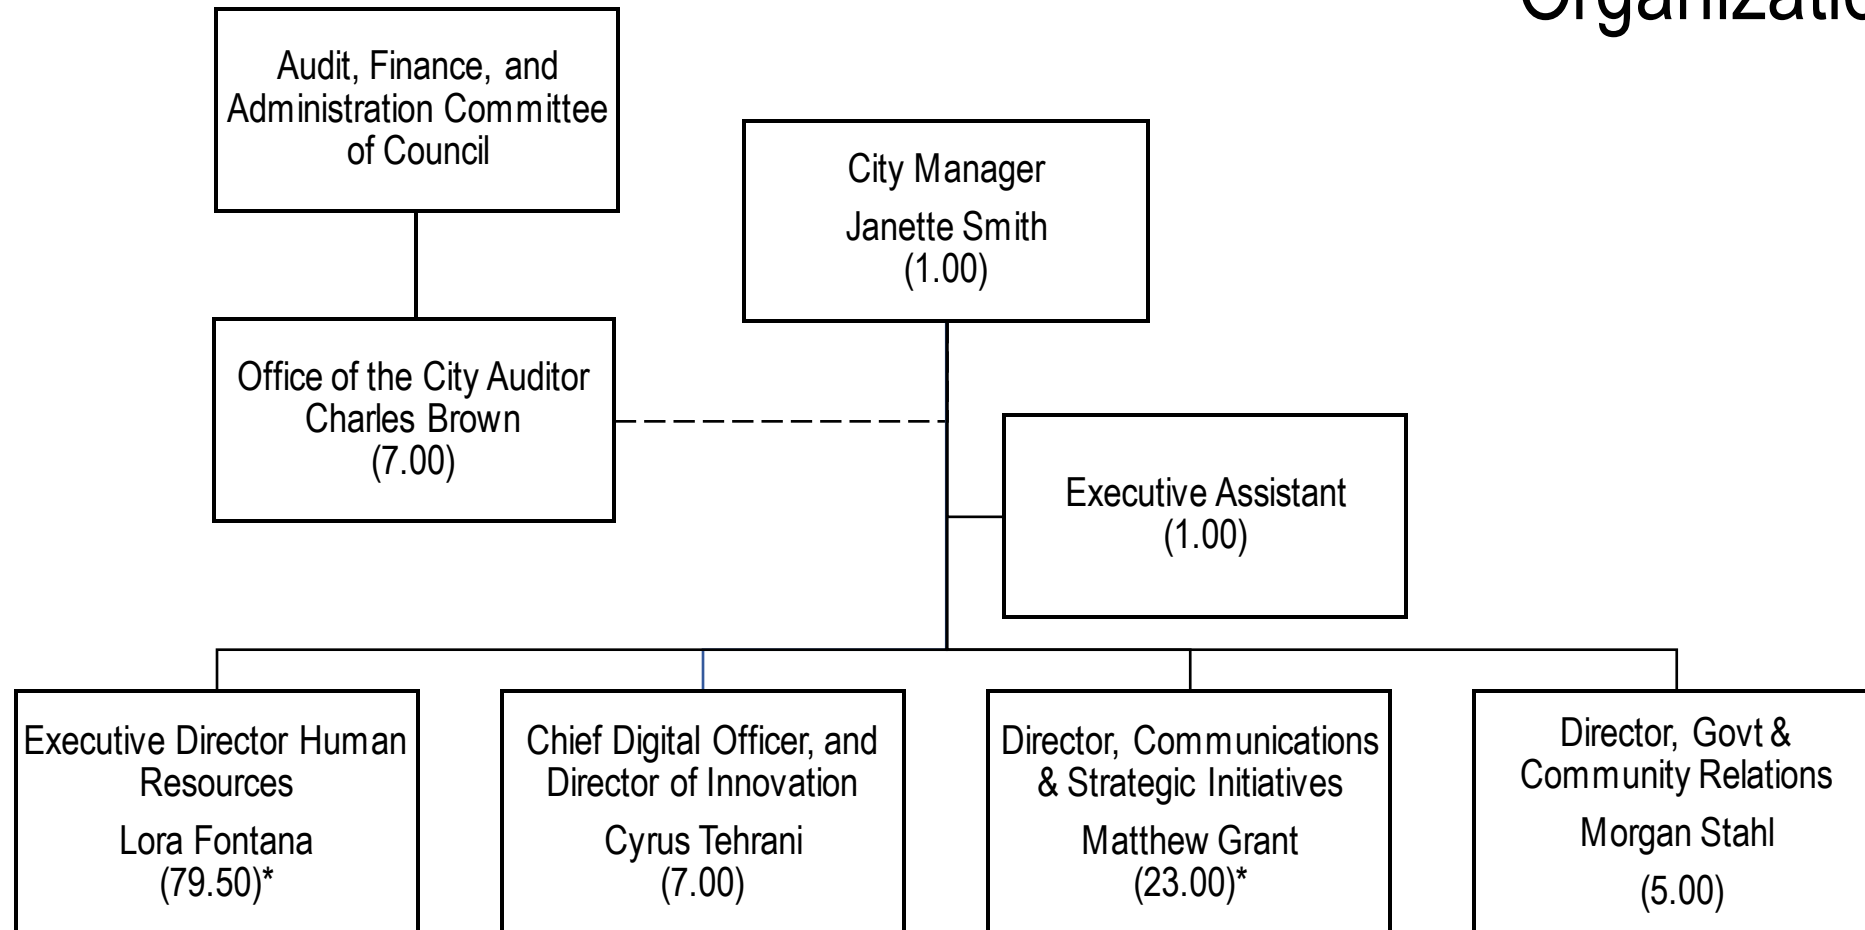 Audit, Finance, and
Administration Committee
of Council
City Manager
Janette Smith
(1.00)
Office of the City Auditor
Charles Brown
(7.00)
Executive Assistant
(1.00)
Executive Director Human
Resources
Lora Fontana
(79.50)*
Chief Digital Officer, and
Director of Innovation
Cyrus Tehrani
(7.00)
Director, Communications
& Strategic Initiatives
Matthew Grant
(23.00)*
Director, Govt &
Community Relations
Morgan Stahl
(5.00)